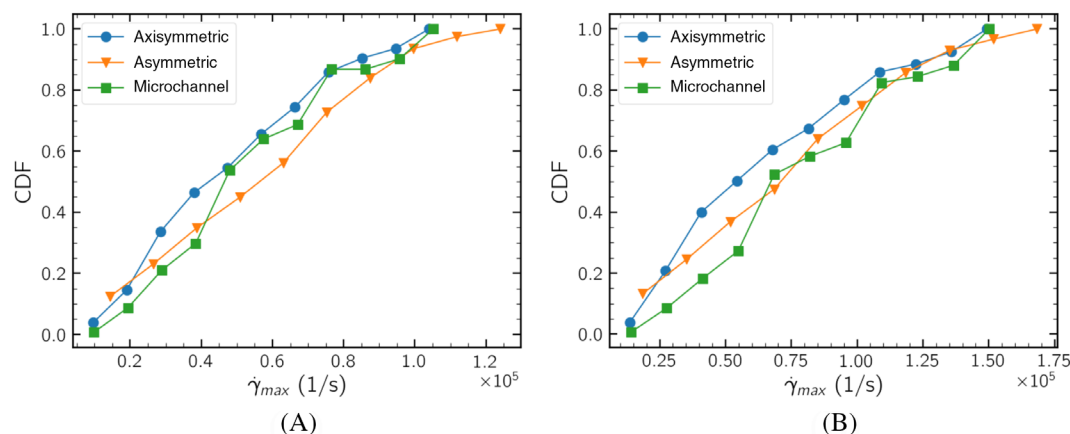 1.0
0.8
0.6
0.4
0.2
0.0
CDF
Axisymmetric
Asymmetric
Microchannel
0.2 0.4 0.6 0.8 1.0 1.2
×10⁵
γ̇max (1/s)
(A)
1.0
0.8
0.6
0.4
0.2
0.0
CDF
Axisymmetric
Asymmetric
Microchannel
0.25 0.50 0.75 1.00 1.25 1.50 1.75
×10⁵
γ̇max (1/s)
(B)